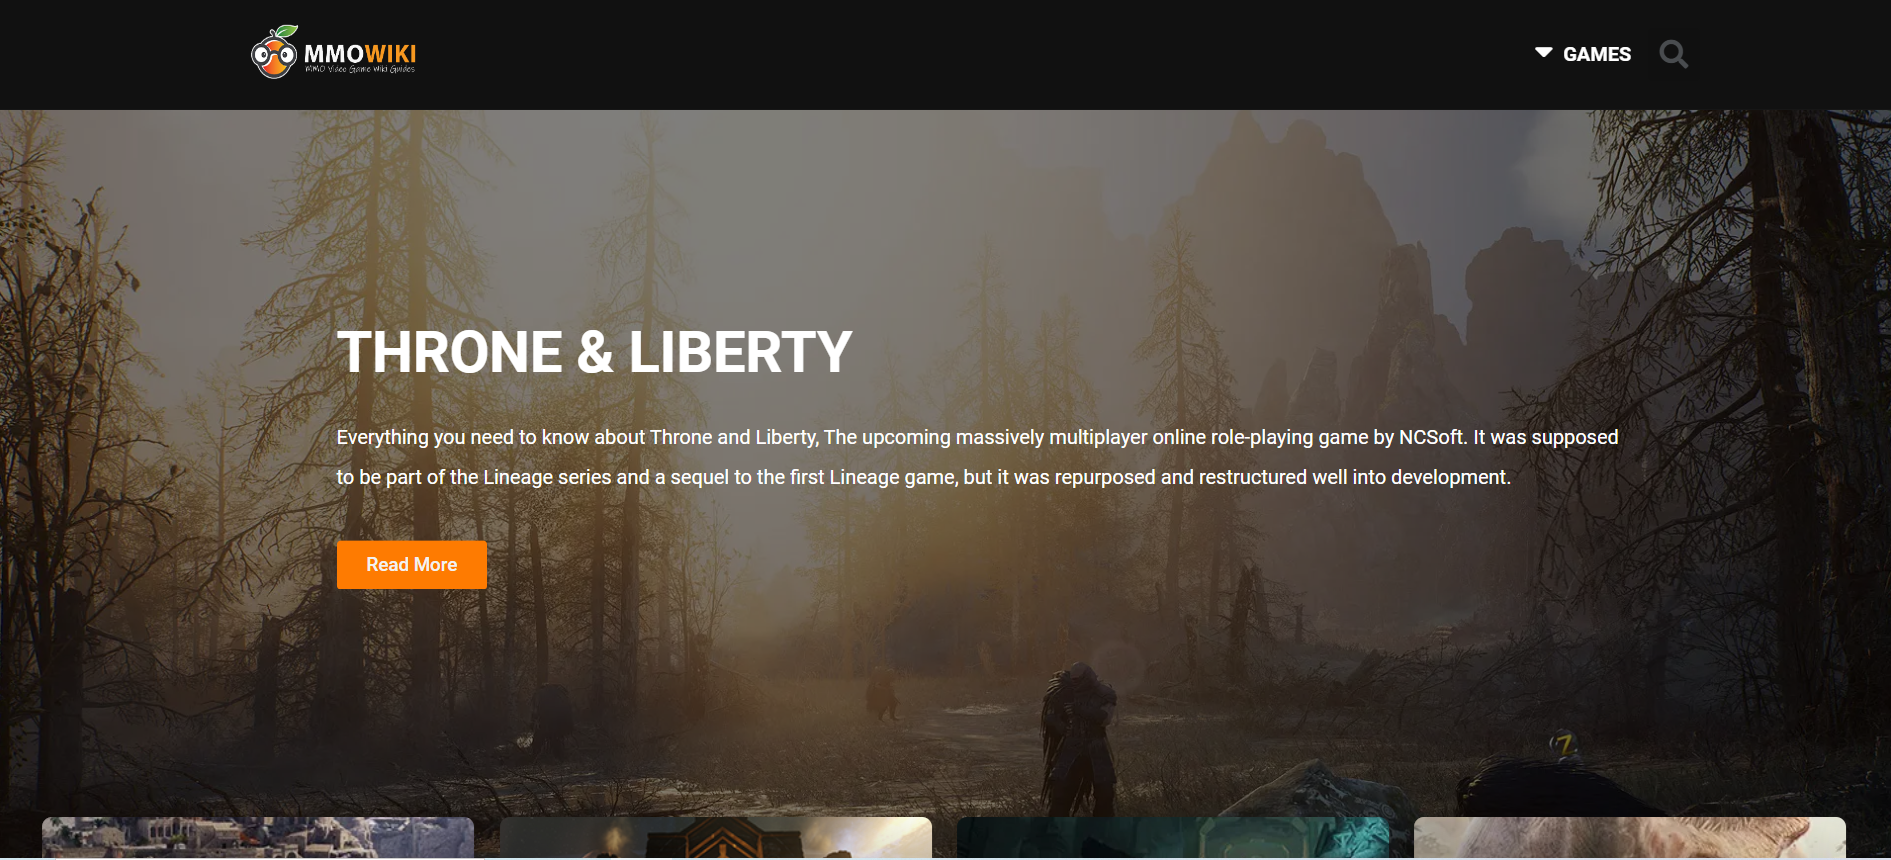 MMOWIKI
MMO Video Game Wiki Guides
GAMES
THRONE & LIBERTY
Everything you need to know about Throne and Liberty, The upcoming massively multiplayer online role-playing game by NCSoft. It was supposed
to be part of the Lineage series and a sequel to the first Lineage game, but it was repurposed and restructured well into development.
Read More
Z